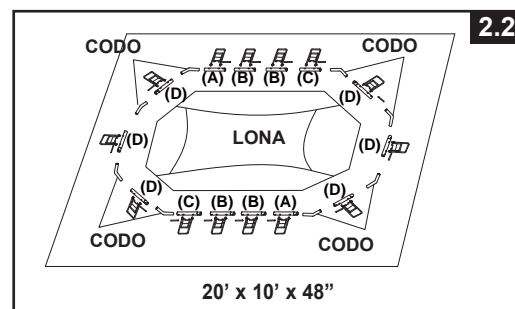 2.2
CODO CODO
(A) (B) (B) (C)
(D) (D)
(D) LONA (D)
(D) (D)
(C) (B) (B) (A)
CODO CODO
20’ x 10’ x 48”